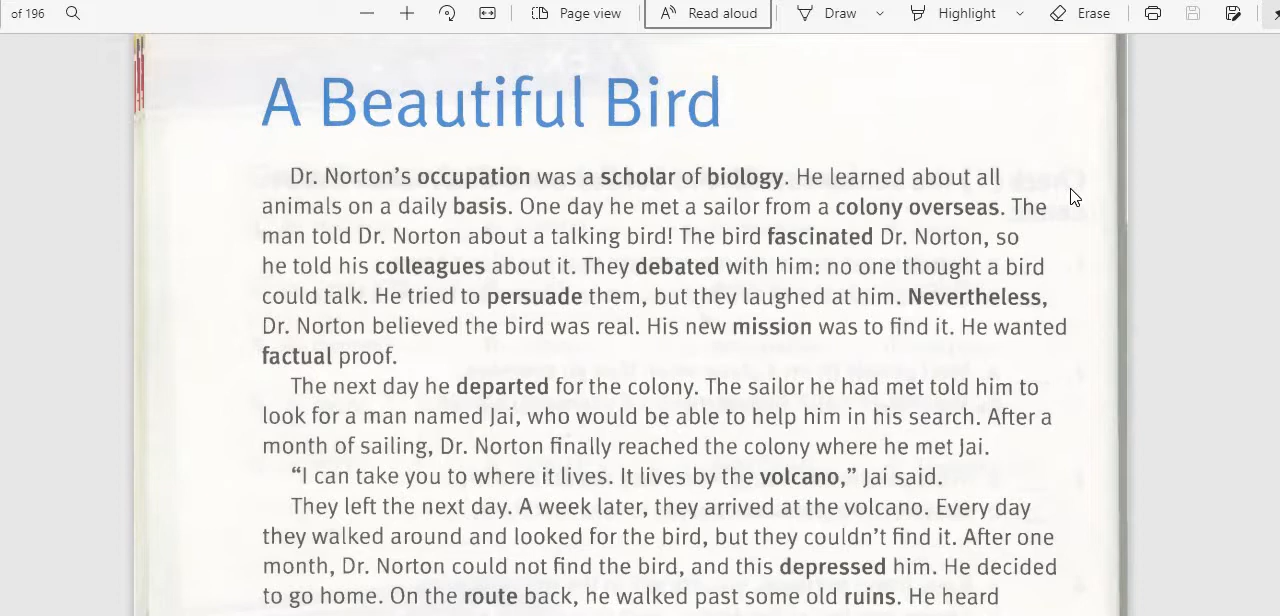 of 196
Page view
Read aloud
Draw
Highlight
Erase
A Beautiful Bird
Dr. Norton’s occupation was a scholar of biology. He learned about all
animals on a daily basis. One day he met a sailor from a colony overseas. The
man told Dr. Norton about a talking bird! The bird fascinated Dr. Norton, so
he told his colleagues about it. They debated with him: no one thought a bird
could talk. He tried to persuade them, but they laughed at him. Nevertheless,
Dr. Norton believed the bird was real. His new mission was to find it. He wanted
factual proof.
The next day he departed for the colony. The sailor he had met told him to
look for a man named Jai, who would be able to help him in his search. After a
month of sailing, Dr. Norton finally reached the colony where he met Jai.
“I can take you to where it lives. It lives by the volcano,” Jai said.
They left the next day. A week later, they arrived at the volcano. Every day
they walked around and looked for the bird, but they couldn’t find it. After one
month, Dr. Norton could not find the bird, and this depressed him. He decided
to go home. On the route back, he walked past some old ruins. He heard